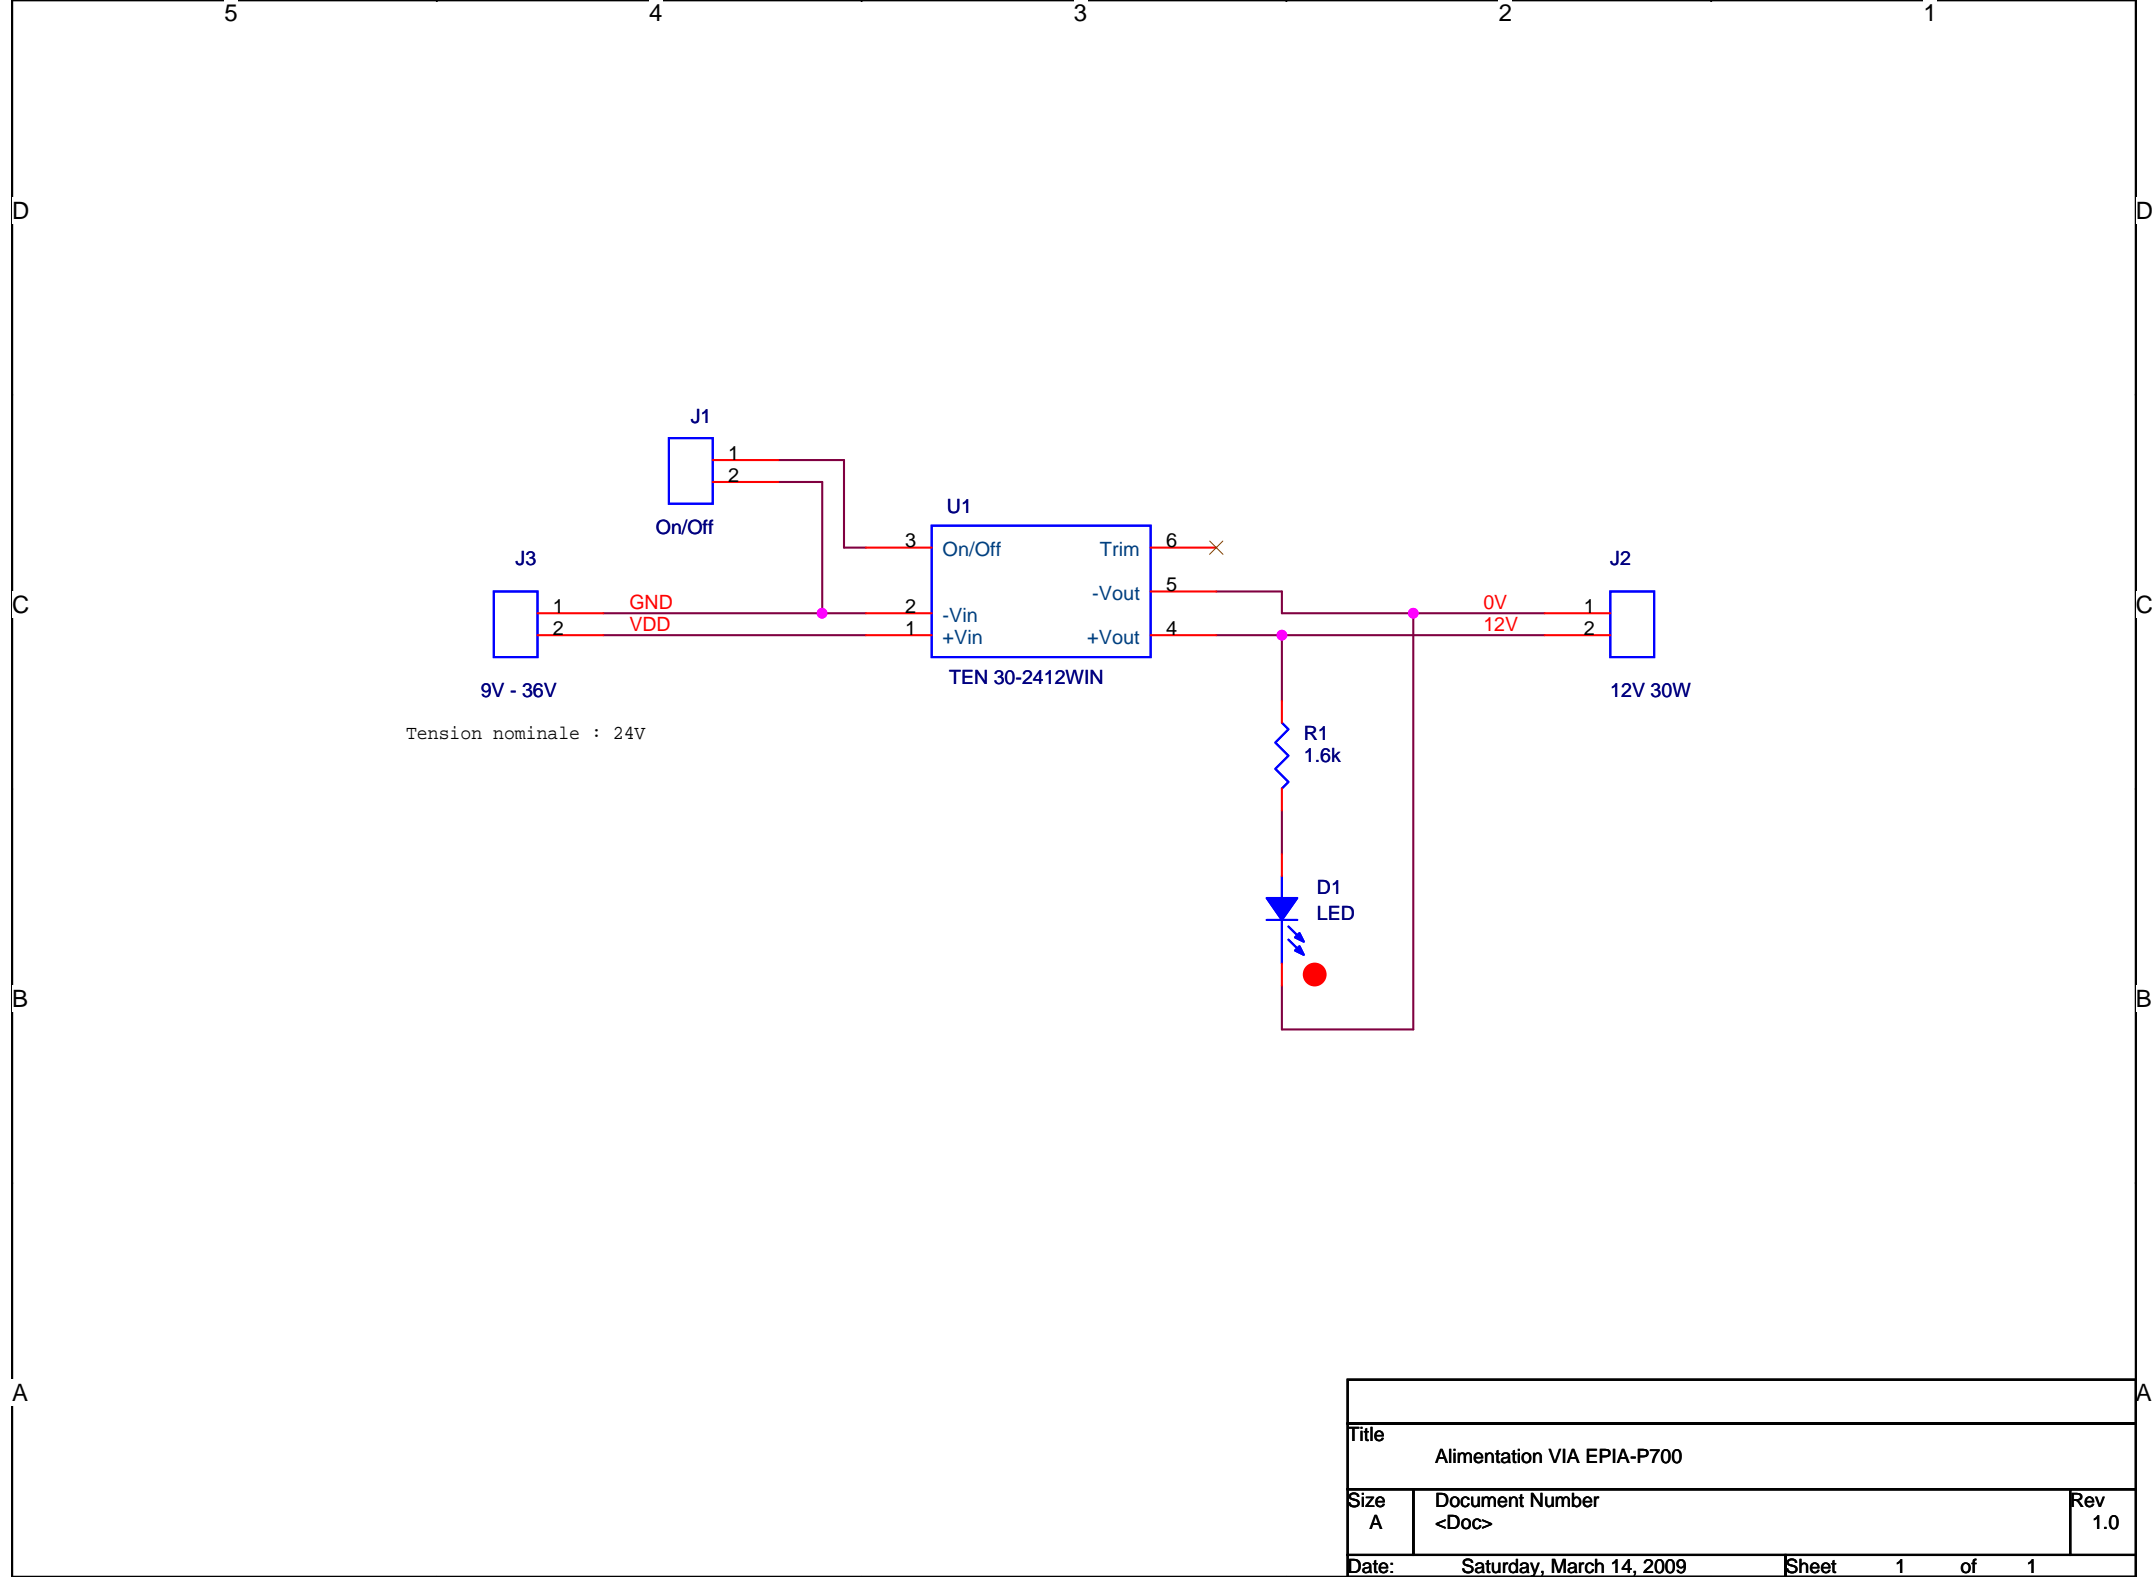 5 4 3 2 1
D D
J1
1
2
On/Off
U1
J3
3 On/Off Trim 6
J2
-Vout 5
C C
1 GND 2 -Vin 0V 1
2 VDD 1 +Vin +Vout 4 12V 2
TEN 30-2412WIN
9V - 36V 12V 30W
Tension nominale : 24V
R1
1.6k
D1
LED
B B
A A
Title
Alimentation VIA EPIA-P700
Size Document Number Rev
A <Doc> 1.0
Date: Saturday, March 14, 2009 Sheet 1 of 1